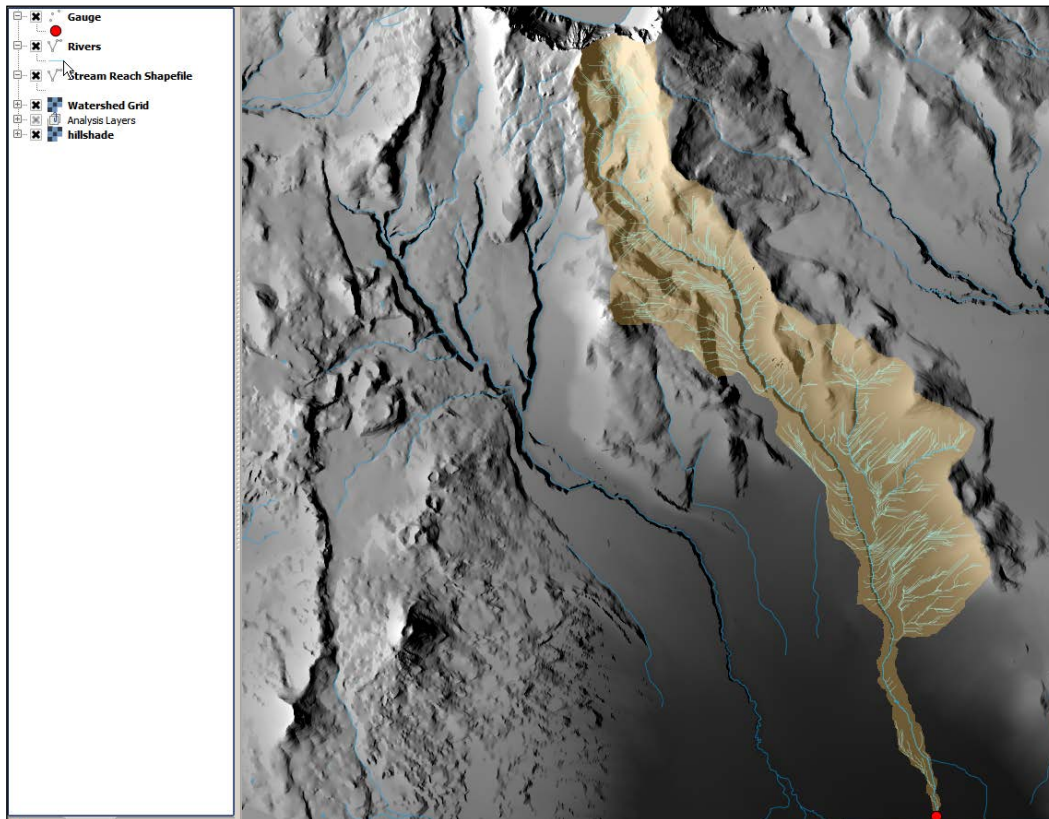 Gauge
Rivers
Stream Reach Shapefile
Watershed Grid
Analysis Layers
hillshade